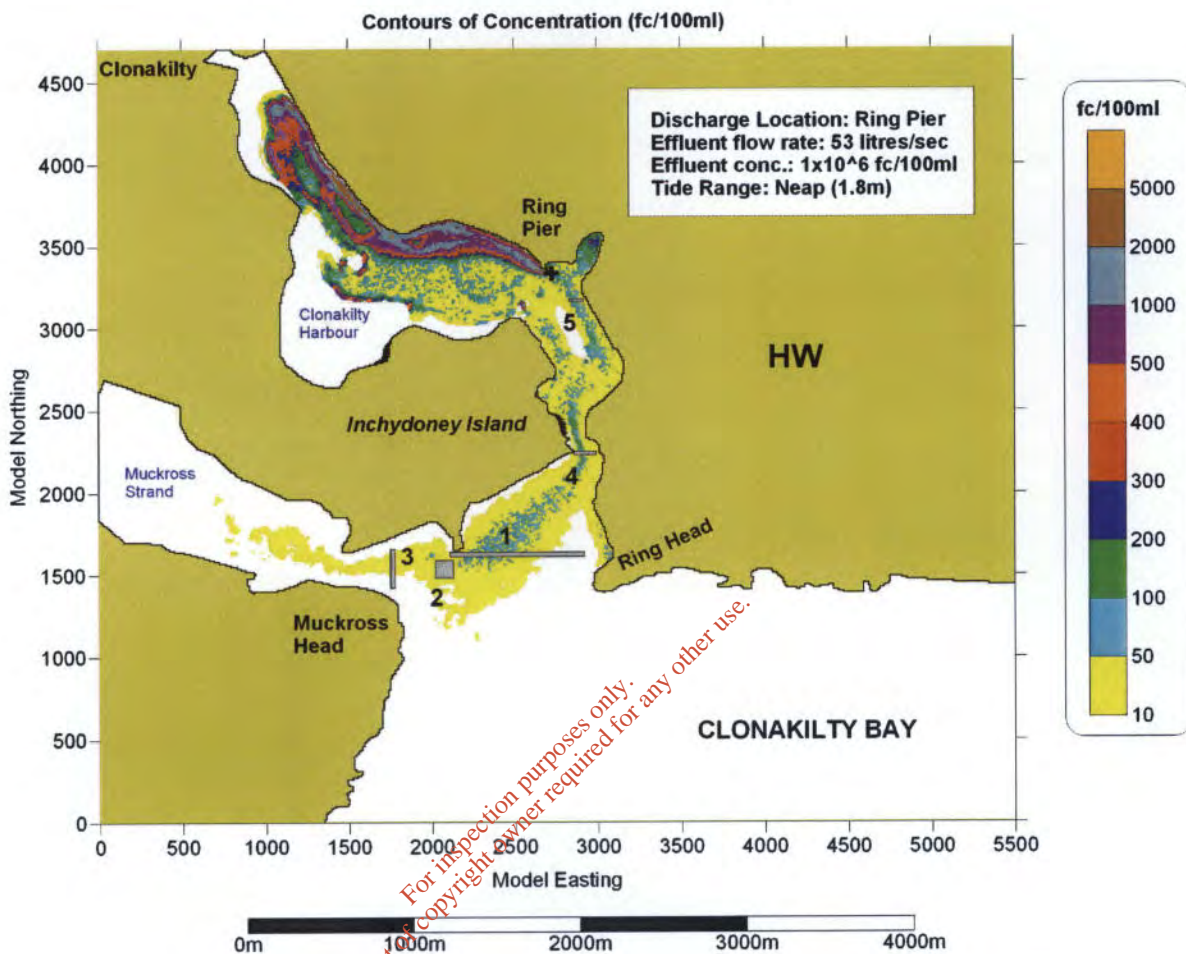 Contours of Concentration (fc/100ml)
Clonakilty
Discharge Location: Ring Pier
Effluent flow rate: 53 litres/sec
Effluent conc.: 1x10^6 fc/100ml
Tide Range: Neap (1.8m)
fc/100ml
5000
2000
1000
500
400
300
200
100
50
10
Ring
Pier
Clonakilty
Harbour
5
HW
Inchydoney Island
Muckross
Strand
4
1
3
2
Ring Head
Muckross
Head
CLONAKILTY BAY
Model Northing
4500
4000
3500
3000
2500
2000
1500
1000
500
0
0 500 1000 1500 2000 2500 3000 3500 4000 4500 5000 5500
Model Easting
For inspection purposes only.
of copyright owner required for any other use.
0m 1000m 2000m 3000m 4000m